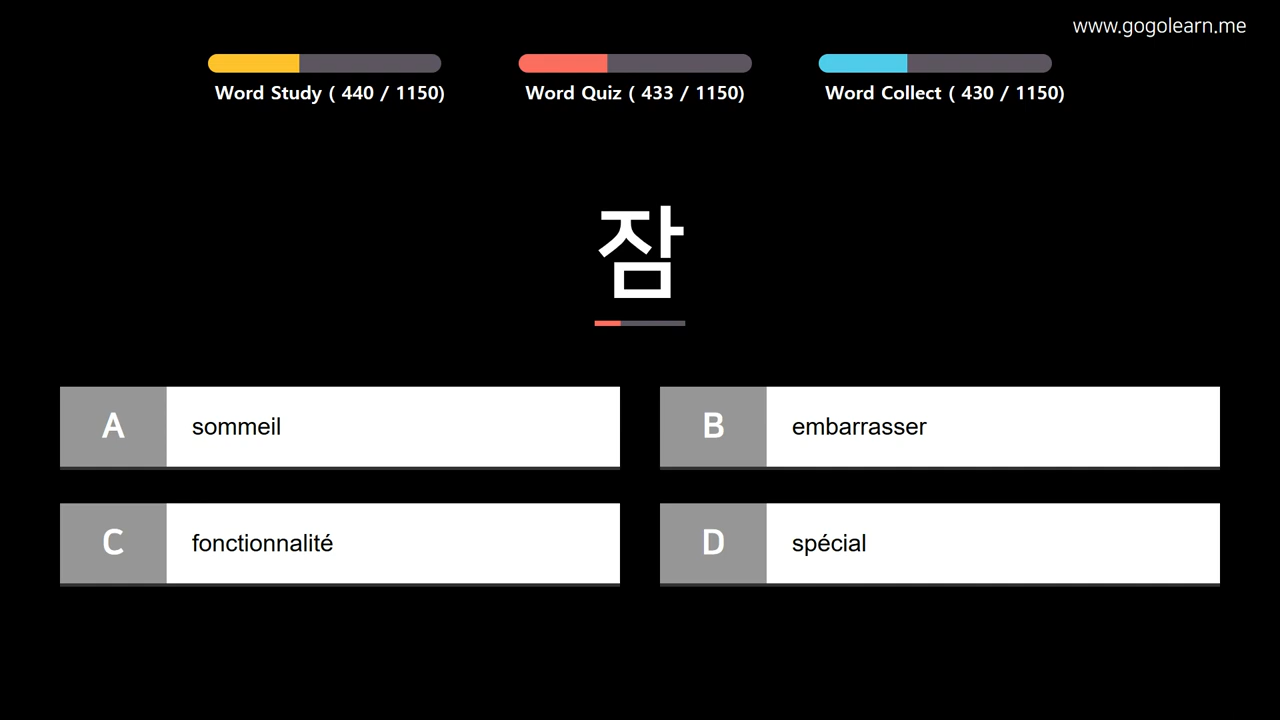 www.gogolearn.me
Word Study ( 440 / 1150)
Word Quiz ( 433 / 1150)
Word Collect ( 430 / 1150)
잠
A sommeil
B embarrasser
C fonctionnalité
D spécial